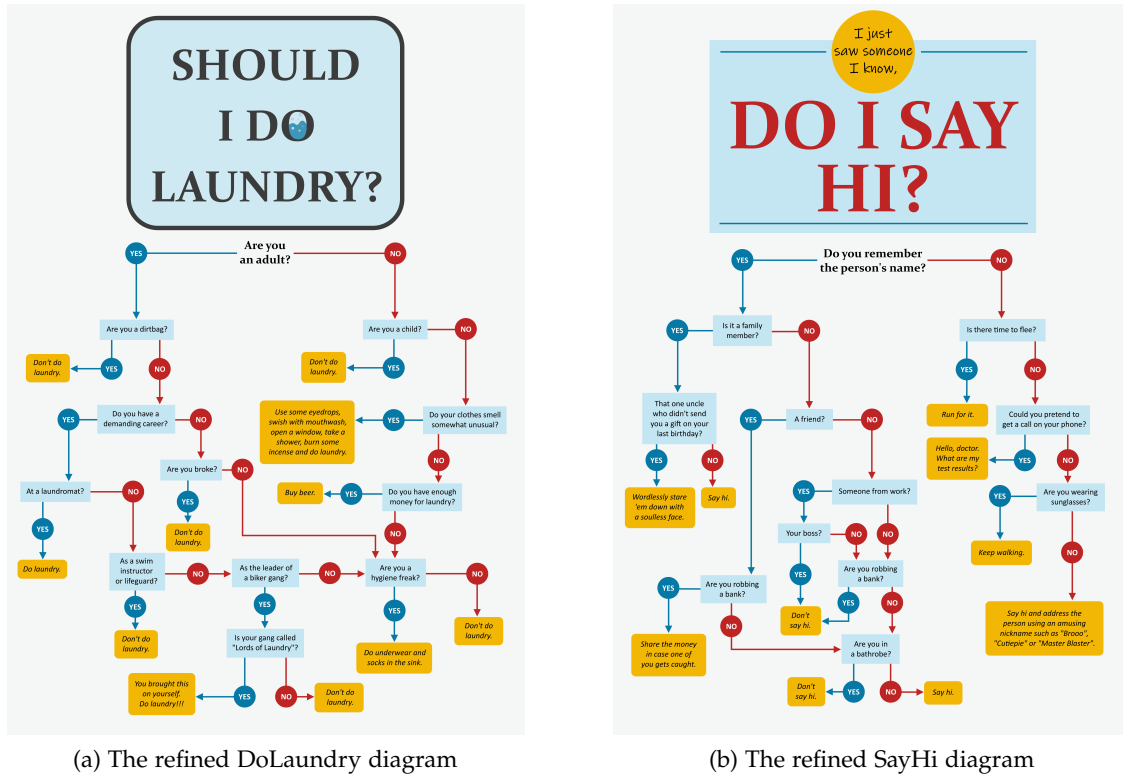 SHOULD
I DO
LAUNDRY?
Are you
an adult?
YES
NO
Are you a dirtbag?
YES
NO
Don't do
laundry.
Are you a child?
NO
YES
Don't do
laundry.
Do you have a
demanding career?
YES
NO
Use some eyedrops,
swish with mouthwash,
open a window, take a
shower, burn some
incense and do laundry.
YES
Do your clothes smell
somewhat unusual?
NO
Are you broke?
NO
YES
Don't do
laundry.
At a laundromat?
NO
YES
Do laundry.
Buy beer.
YES
Do you have enough
money for laundry?
NO
As a swim
instructor
or lifeguard?
NO
YES
Don't do
laundry.
As the leader of
a biker gang?
NO
YES
Are you a
hygiene freak?
NO
YES
Don't do
laundry.
Do underwear and
socks in the sink.
Is your gang called
"Lords of Laundry"?
You brought this
on yourself.
Do laundry!!!
YES
NO
Don't do
laundry.
(a) The refined DoLaundry diagram
I just
saw someone
I know,
DO I SAY
HI?
Do you remember
the person's name?
YES
NO
Is it a family
member?
YES
NO
Is there time to flee?
YES
NO
Run for it.
That one uncle
who didn't send
you a gift on your
last birthday?
YES
NO
Wordlessly stare
'em down with
a soulless face.
Say hi.
A friend?
YES
NO
Could you pretend to
get a call on your phone?
YES
NO
Hello, doctor.
What are my
test results?
Someone from work?
YES
NO
Are you wearing
sunglasses?
YES
NO
Keep walking.
Your boss?
NO
YES
Don't
say hi.
Are you robbing
a bank?
YES
NO
Are you robbing
a bank?
YES
NO
Share the money
in case one of
you gets caught.
Say hi and address the
person using an amusing
nickname such as "Brooo",
"Cutiepie" or "Master Blaster".
Are you in
a bathrobe?
Don't
say hi.
YES
NO
Say hi.
(b) The refined SayHi diagram